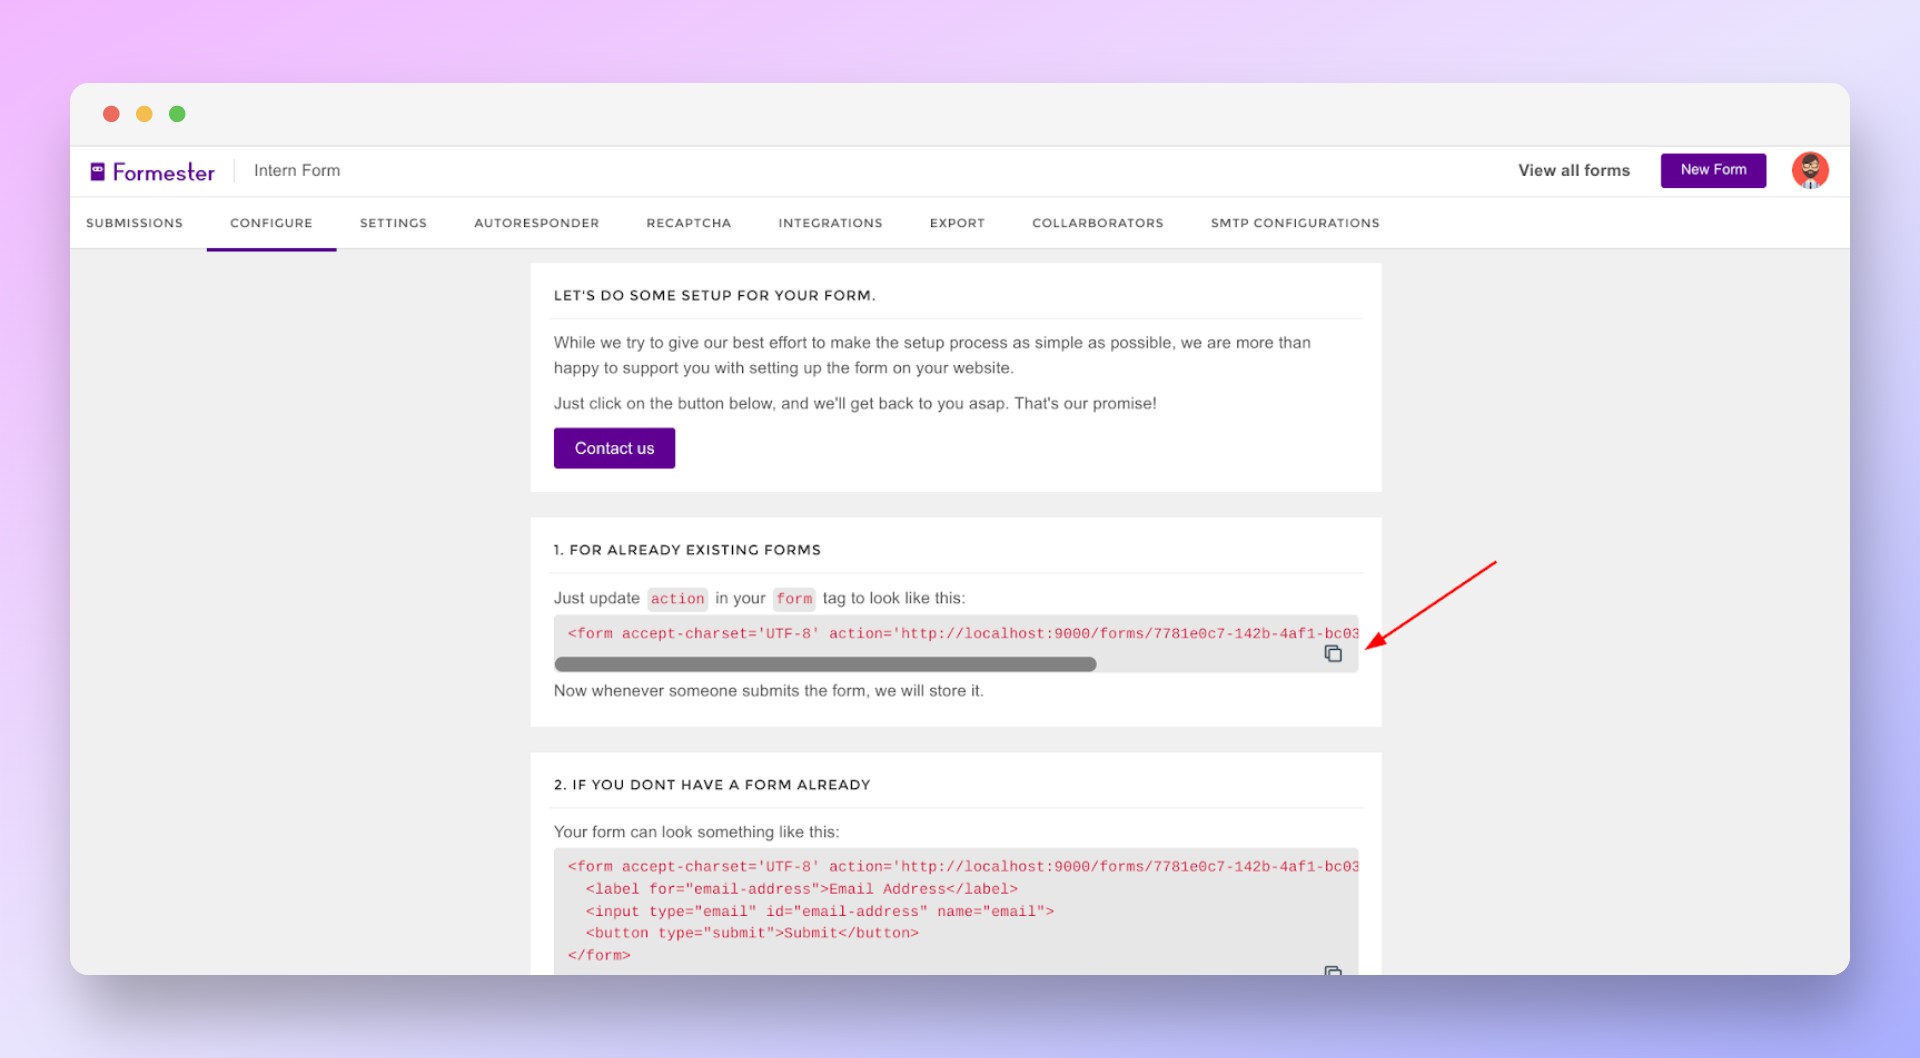 Formester
Intern Form
View all forms
New Form
SUBMISSIONS
CONFIGURE
SETTINGS
AUTORESPONDER
RECAPTCHA
INTEGRATIONS
EXPORT
COLLARBORATORS
SMTP CONFIGURATIONS
LET'S DO SOME SETUP FOR YOUR FORM.
While we try to give our best effort to make the setup process as simple as possible, we are more than
happy to support you with setting up the form on your website.
Just click on the button below, and we'll get back to you asap. That's our promise!
Contact us
1. FOR ALREADY EXISTING FORMS
Just update action in your form tag to look like this:
<form accept-charset='UTF-8' action='http://localhost:9000/forms/7781e0c7-142b-4af1-bc03
Now whenever someone submits the form, we will store it.
2. IF YOU DONT HAVE A FORM ALREADY
Your form can look something like this:
<form accept-charset='UTF-8' action='http://localhost:9000/forms/7781e0c7-142b-4af1-bc03
<label for="email-address">Email Address</label>
<input type="email" id="email-address" name="email">
<button type="submit">Submit</button>
</form>